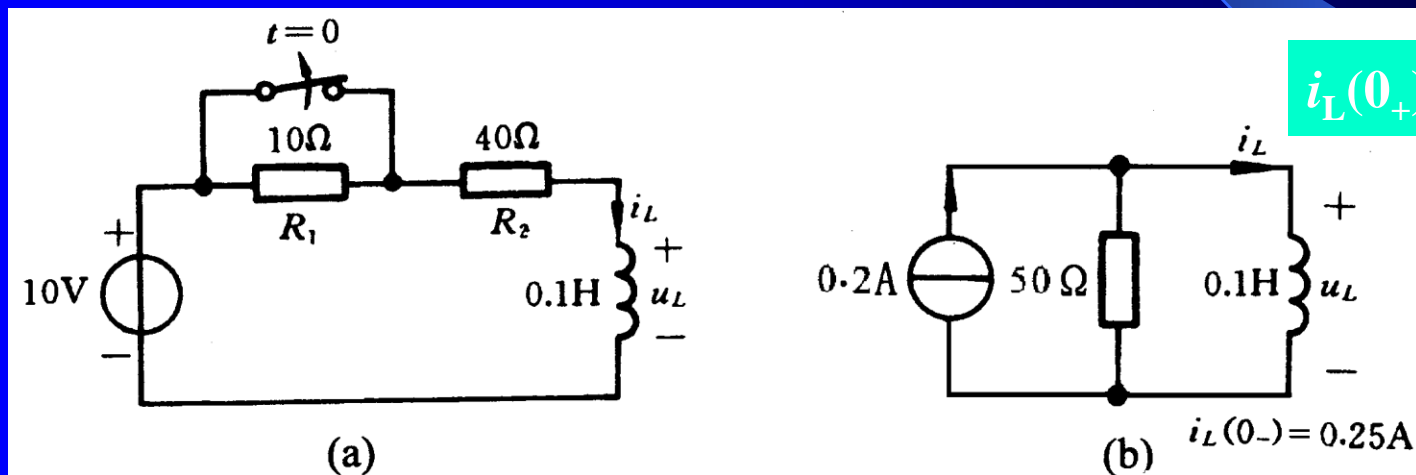 t=0
10Ω
40Ω
R₁
R₂
i_L
+
10V
−
0.1H
+
u_L
−
(a)
i_L(0₊)
i_L
0.2A
50Ω
0.1H
+
u_L
−
(b)
i_L(0₋)=0.25A